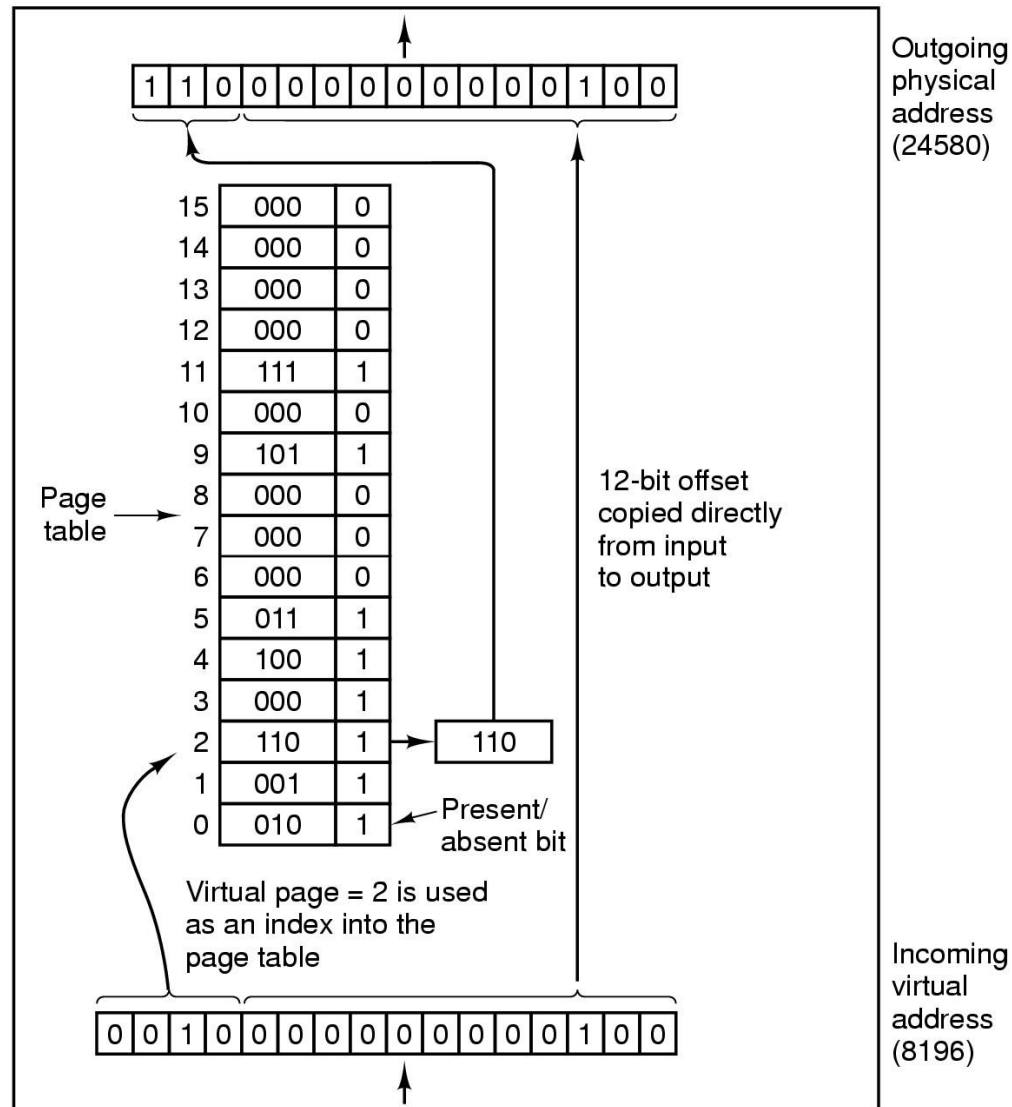 1 1 0 0 0 0 0 0 0 0 0 0 1 0 0
Outgoing
physical
address
(24580)
15 000 0
14 000 0
13 000 0
12 000 0
11 111 1
10 000 0
9 101 1
8 000 0
7 000 0
6 000 0
5 011 1
4 100 1
3 000 1
2 110 1 110
1 001 1
0 010 1
Page
table
12-bit offset
copied directly
from input
to output
Present/
absent bit
Virtual page = 2 is used
as an index into the
page table
0 0 1 0 0 0 0 0 0 0 0 0 0 1 0 0
Incoming
virtual
address
(8196)